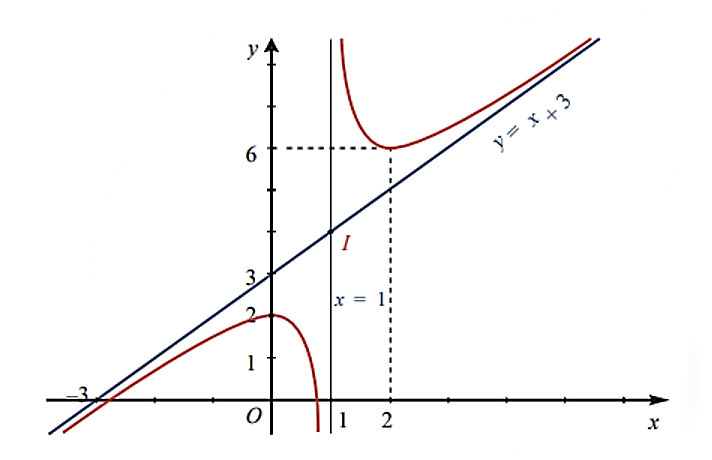 y
6
y = x + 3
I
3
x = 1
2
1
–3
O
1
2
x